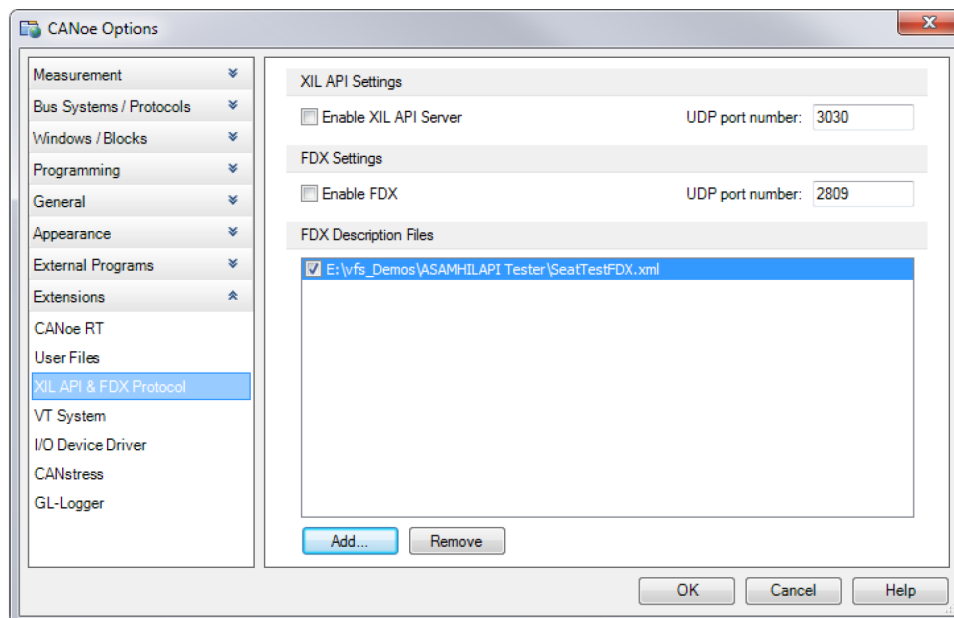 CANoe Options
X
Measurement
Bus Systems / Protocols
Windows / Blocks
Programming
General
Appearance
External Programs
Extensions
CANoe RT
User Files
XIL API & FDX Protocol
VT System
I/O Device Driver
CANstress
GL-Logger
XIL API Settings
Enable XIL API Server UDP port number: 3030
FDX Settings
Enable FDX UDP port number: 2809
FDX Description Files
E:\vfs_Demos\ASAMHILAPI Tester\SeatTestFDX.xml
Add... Remove
OK Cancel Help